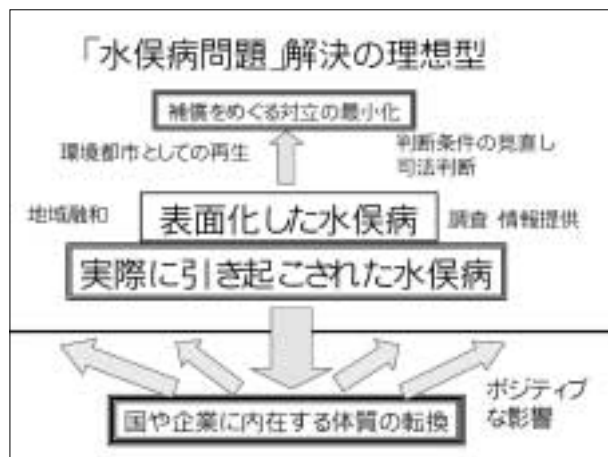 「水俣病問題」解決の理想型
補償をめぐる対立の最小化
環境都市としての再生
判断条件の見直し
司法判断
地域融和
表面化した水俣病
調査 情報提供
実際に引き起こされた水俣病
国や企業に内在する体質の転換
ポジティブ
な影響